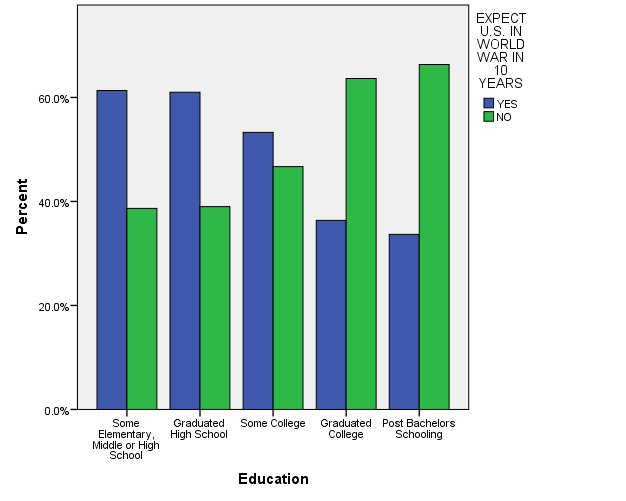 EXPECT
U.S. IN
WORLD
WAR IN
10
YEARS
YES
NO
Percent
60.0%
40.0%
20.0%
0.0%
Some
Elementary,
Middle or High
School
Graduated
High School
Some College
Graduated
College
Post Bachelors
Schooling
Education